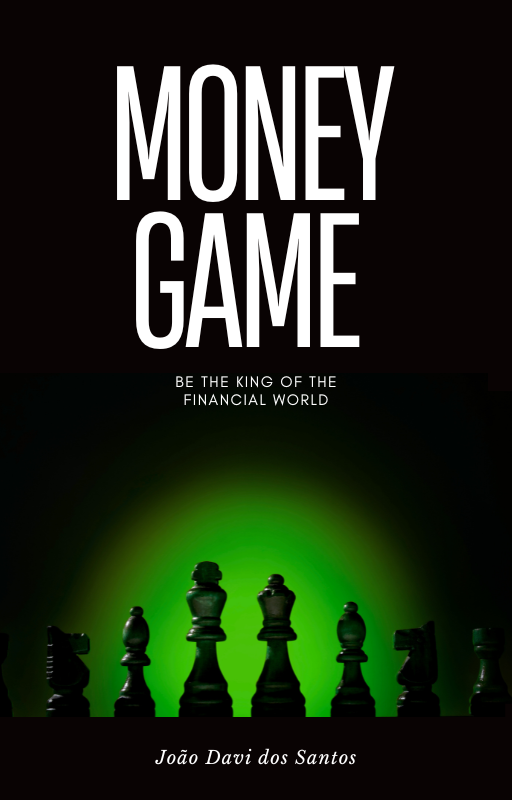 MONEY
GAME
BE THE KING OF THE
FINANCIAL WORLD
João Davi dos Santos